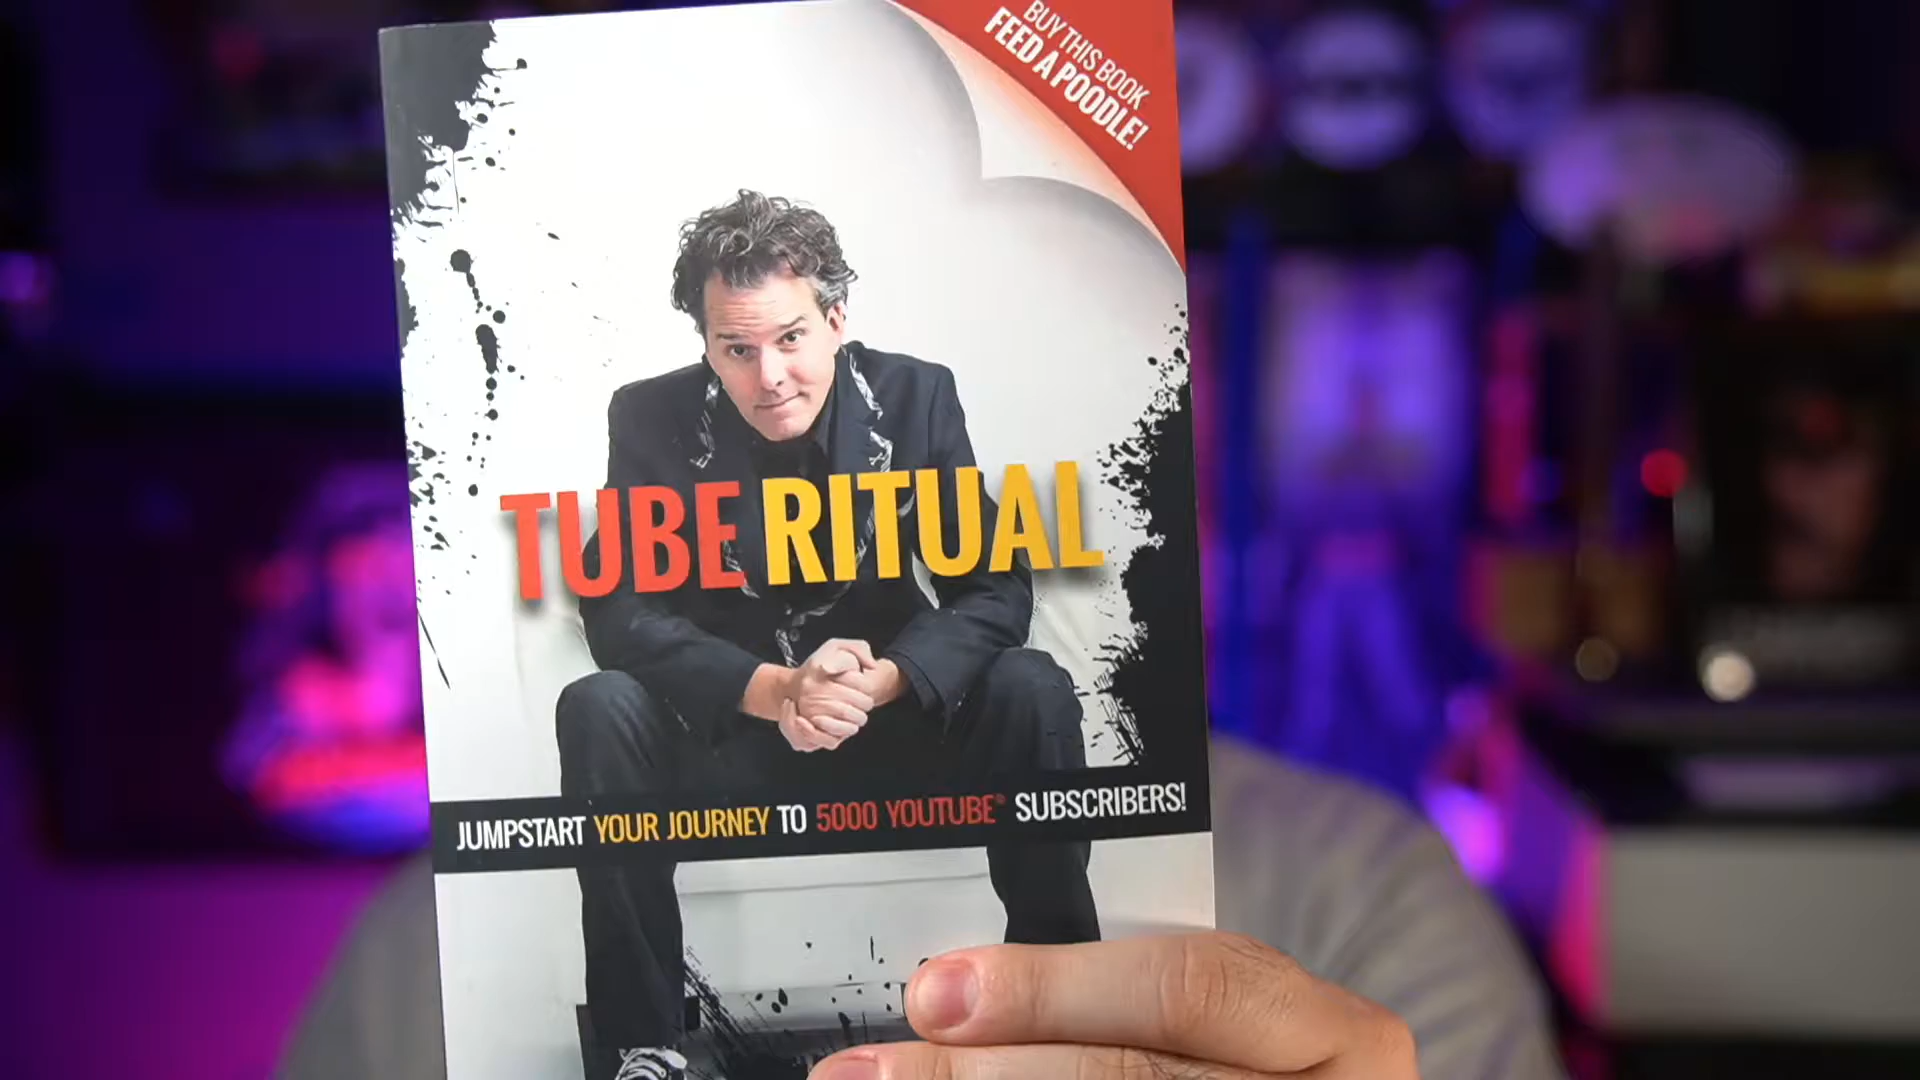 BUY THIS BOOK
FEED A POODLE!
TUBE RITUAL
JUMPSTART YOUR JOURNEY TO 5000 YOUTUBE® SUBSCRIBERS!